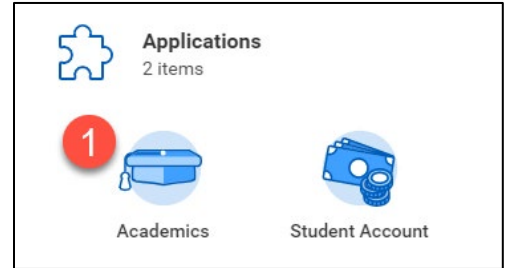 Applications
2 items
1
Academics
Student Account